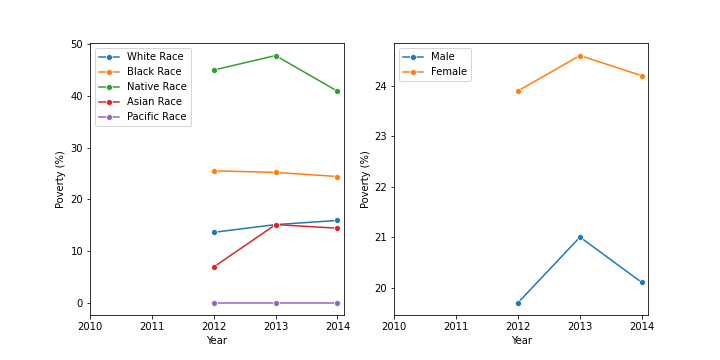 White Race
Black Race
Native Race
Asian Race
Pacific Race
50
40
30
20
10
0
Poverty (%)
2010 2011 2012 2013 2014
Year
Male
Female
24
23
22
21
20
Poverty (%)
2010 2011 2012 2013 2014
Year